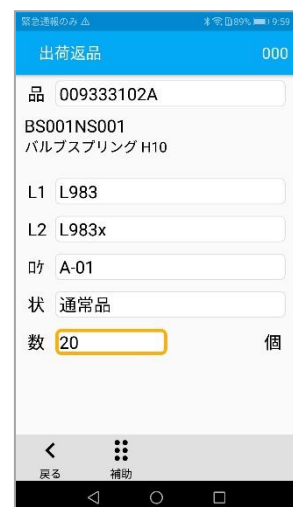 緊急通報のみ 89% 9:59
出荷返品 000
品 009333102A
BS001NS001
バルブスプリング H10
L1 L983
L2 L983x
ﾛｹ A-01
状 通常品
数 20 個
戻る 補助